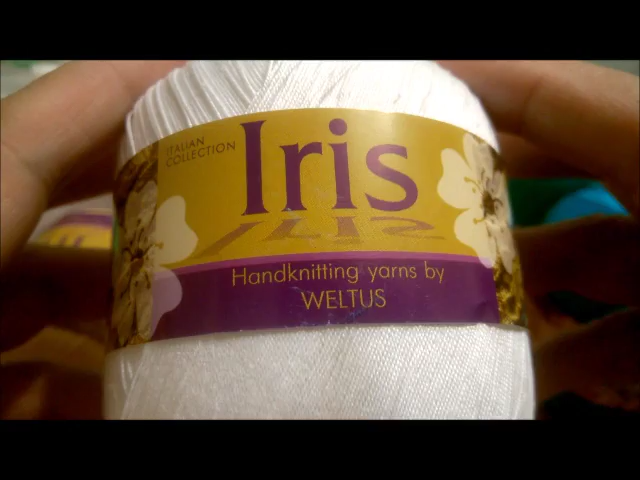 ITALIAN
COLLECTION
Iris
Handknitting yarns by
WELTUS